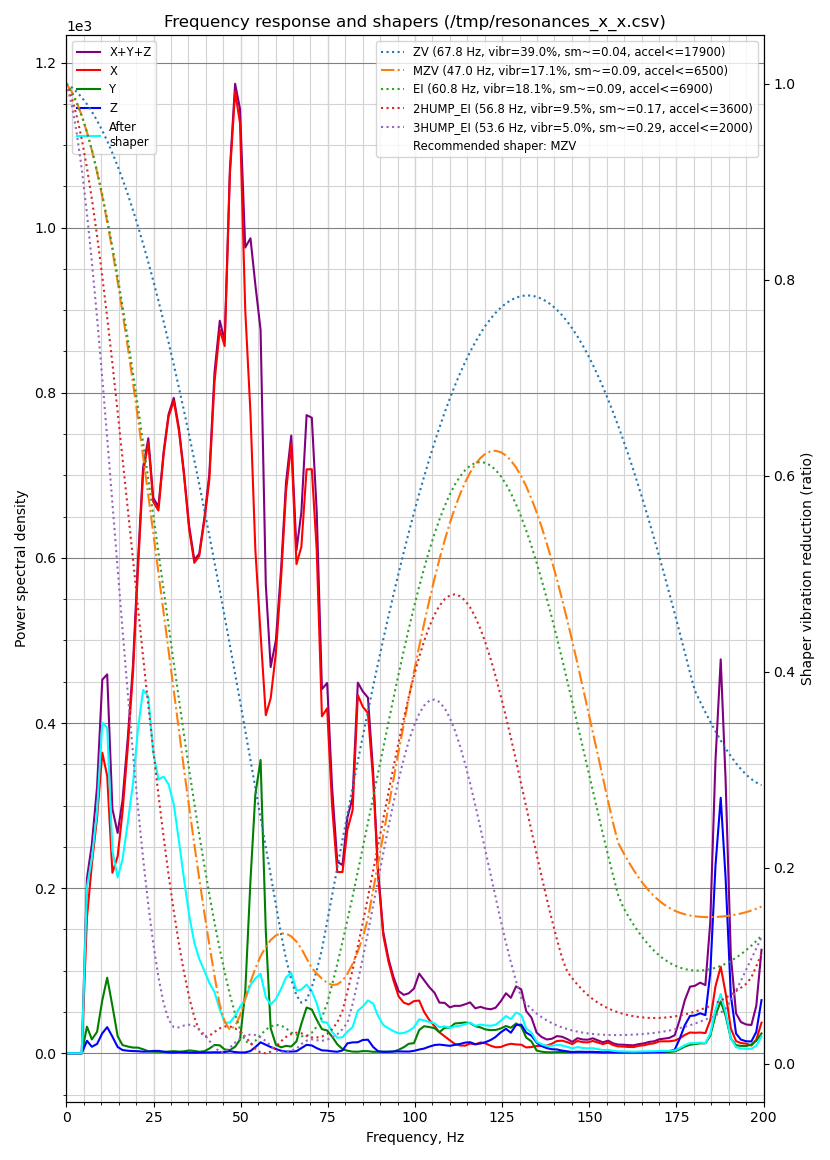 Frequency response and shapers (/tmp/resonances_x_x.csv)
1e3
X+Y+Z
X
Y
Z
After
shaper
ZV (67.8 Hz, vibr=39.0%, sm~=0.04, accel<=17900)
MZV (47.0 Hz, vibr=17.1%, sm~=0.09, accel<=6500)
EI (60.8 Hz, vibr=18.1%, sm~=0.09, accel<=6900)
2HUMP_EI (56.8 Hz, vibr=9.5%, sm~=0.17, accel<=3600)
3HUMP_EI (53.6 Hz, vibr=5.0%, sm~=0.29, accel<=2000)
Recommended shaper: MZV
Power spectral density
1.2
1.0
0.8
0.6
0.4
0.2
0.0
Shaper vibration reduction (ratio)
1.0
0.8
0.6
0.4
0.2
0.0
0 25 50 75 100 125 150 175 200
Frequency, Hz